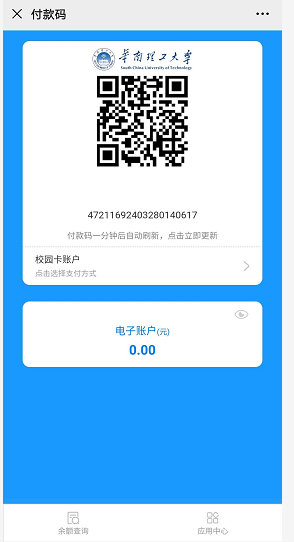 付款码
華南理工大學
South China University of Technology
47211692403280140617
付款码一分钟后自动刷新，点击立即更新
校园卡账户
点击选择支付方式
电子账户(元)
0.00
余额查询
应用中心